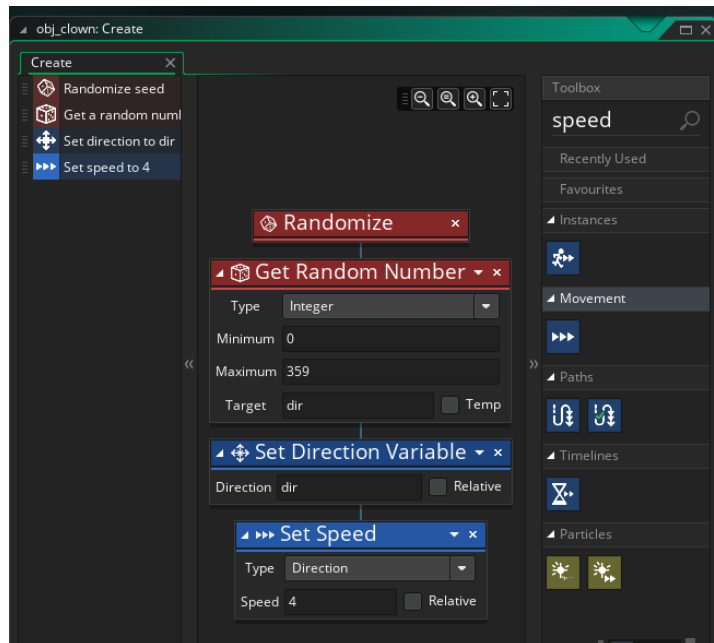 obj_clown: Create
Create
Randomize seed
Get a random numl
Set direction to dir
Set speed to 4
Randomize
Get Random Number
Type Integer
Minimum 0
Maximum 359
Target dir Temp
Set Direction Variable
Direction dir Relative
Set Speed
Type Direction
Speed 4 Relative
Toolbox
speed
Recently Used
Favourites
Instances
Movement
Paths
Timelines
Particles